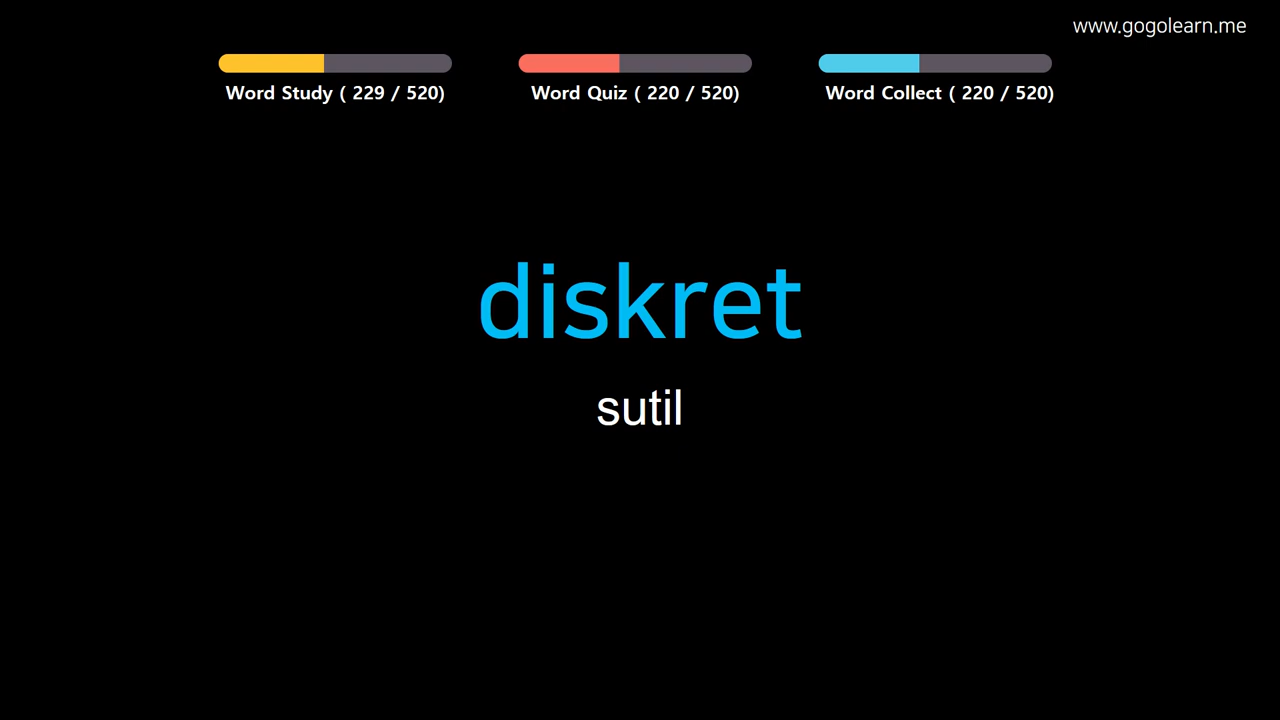 www.gogolearn.me
Word Study ( 229 / 520)
Word Quiz ( 220 / 520)
Word Collect ( 220 / 520)
diskret
sutil